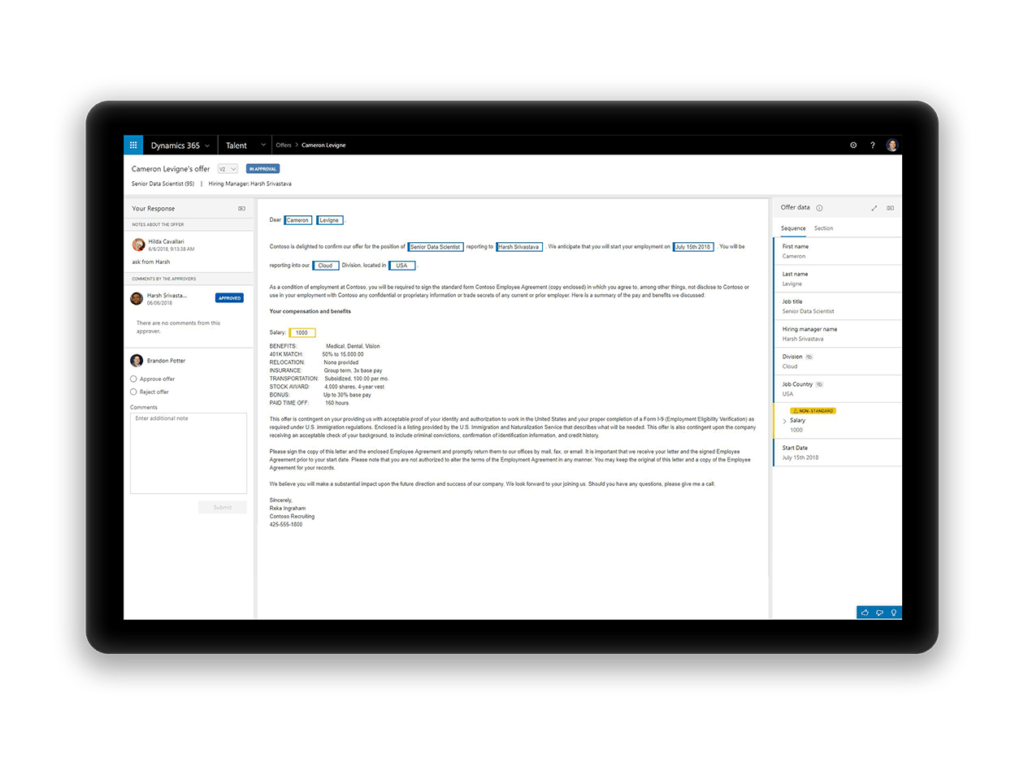 Dynamics 365
Talent
Offers > Cameron Levigne
?
Cameron Levigne's offer
V2
IN APPROVAL
Senior Data Scientist (95) | Hiring Manager: Harsh Srivastava
Your Response
NOTES ABOUT THE OFFER
Hilda Cavallari
6/6/2018, 9:13:38 AM
ask from Harsh
COMMENTS BY THE APPROVERS
Harsh Srivasta...
06/06/2018
APPROVED
There are no comments from this
approver.
Brandon Potter
Approve offer
Reject offer
Comments
Enter additional note
Submit
Dear Cameron Levigne
Contoso is delighted to confirm our offer for the position of Senior Data Scientist reporting to Harsh Srivastava . We anticipate that you will start your employment on July 15th 2018 . You will be
reporting into our Cloud Division, located in USA
As a condition of employment at Contoso, you will be required to sign the standard form Contoso Employee Agreement (copy enclosed) in which you agree to, among other things, not disclose to Contoso or
use in your employment with Contoso any confidential or proprietary information or trade secrets of any current or prior employer. Here is a summary of the pay and benefits we discussed:
Your compensation and benefits
Salary: 1000
BENEFITS: Medical, Dental, Vision
401K MATCH: 50% to 15,000.00
RELOCATION: None provided
INSURANCE: Group term, 3x base pay
TRANSPORTATION: Subsidized, 100.00 per mo.
STOCK AWARD: 4,000 shares, 4-year vest
BONUS: Up to 30% base pay
PAID TIME OFF: 160 hours
This offer is contingent on your providing us with acceptable proof of your identity and authorization to work in the United States and your proper completion of a Form I-9 (Employment Eligibility Verification) as
required under U.S. immigration regulations. Enclosed is a listing provided by the U.S. Immigration and Naturalization Service that describes what will be needed. This offer is also contingent upon the company
receiving an acceptable check of your background, to include criminal convictions, confirmation of identification information, and credit history.
Please sign the copy of this letter and the enclosed Employee Agreement and promptly return them to our offices by mail, fax, or email. It is important that we receive your letter and the signed Employee
Agreement prior to your start date. Please note that you are not authorized to alter the terms of the Employment Agreement in any manner. You may keep the original of this letter and a copy of the Employee
Agreement for your records.
We believe you will make a substantial impact upon the future direction and success of our company. We look forward to your joining us. Should you have any questions, please give me a call.
Sincerely,
Reka Ingraham
Contoso Recruiting
425-555-1800
Offer data
Sequence Section
First name
Cameron
Last name
Levigne
Job title
Senior Data Scientist
Hiring manager name
Harsh Srivastava
Division
Cloud
Job Country
USA
NON-STANDARD
Salary
1000
Start Date
July 15th 2018